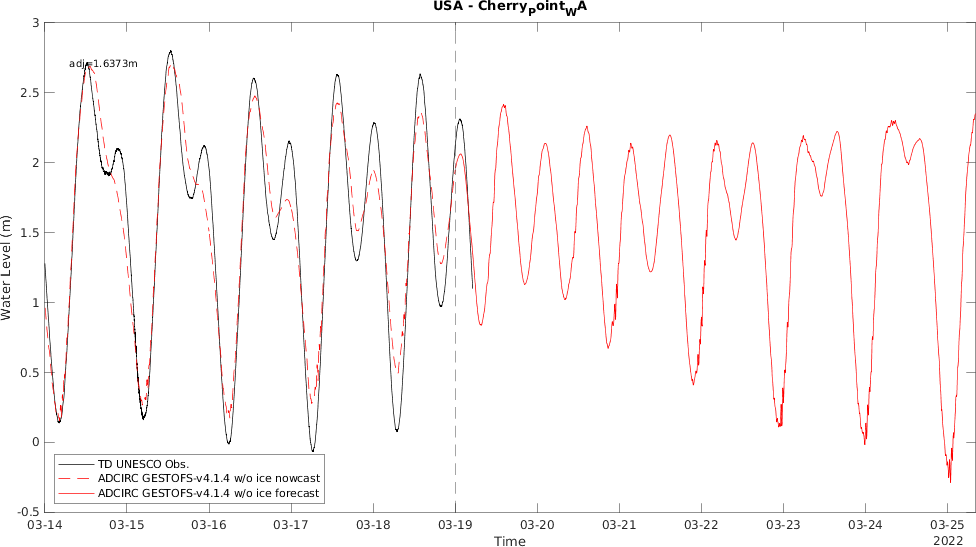 USA - Cherry_Point_WA
3
2.5
2
1.5
1
0.5
0
-0.5
Water Level (m)
adj=1.6373m
TD UNESCO Obs.
ADCIRC GESTOFS-v4.1.4 w/o ice nowcast
ADCIRC GESTOFS-v4.1.4 w/o ice forecast
03-14 03-15 03-16 03-17 03-18 03-19 03-20 03-21 03-22 03-23 03-24 03-25
Time
2022